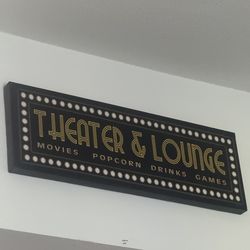 THEATER & LOUNGE
MOVIES POPCORN DRINKS GAMES